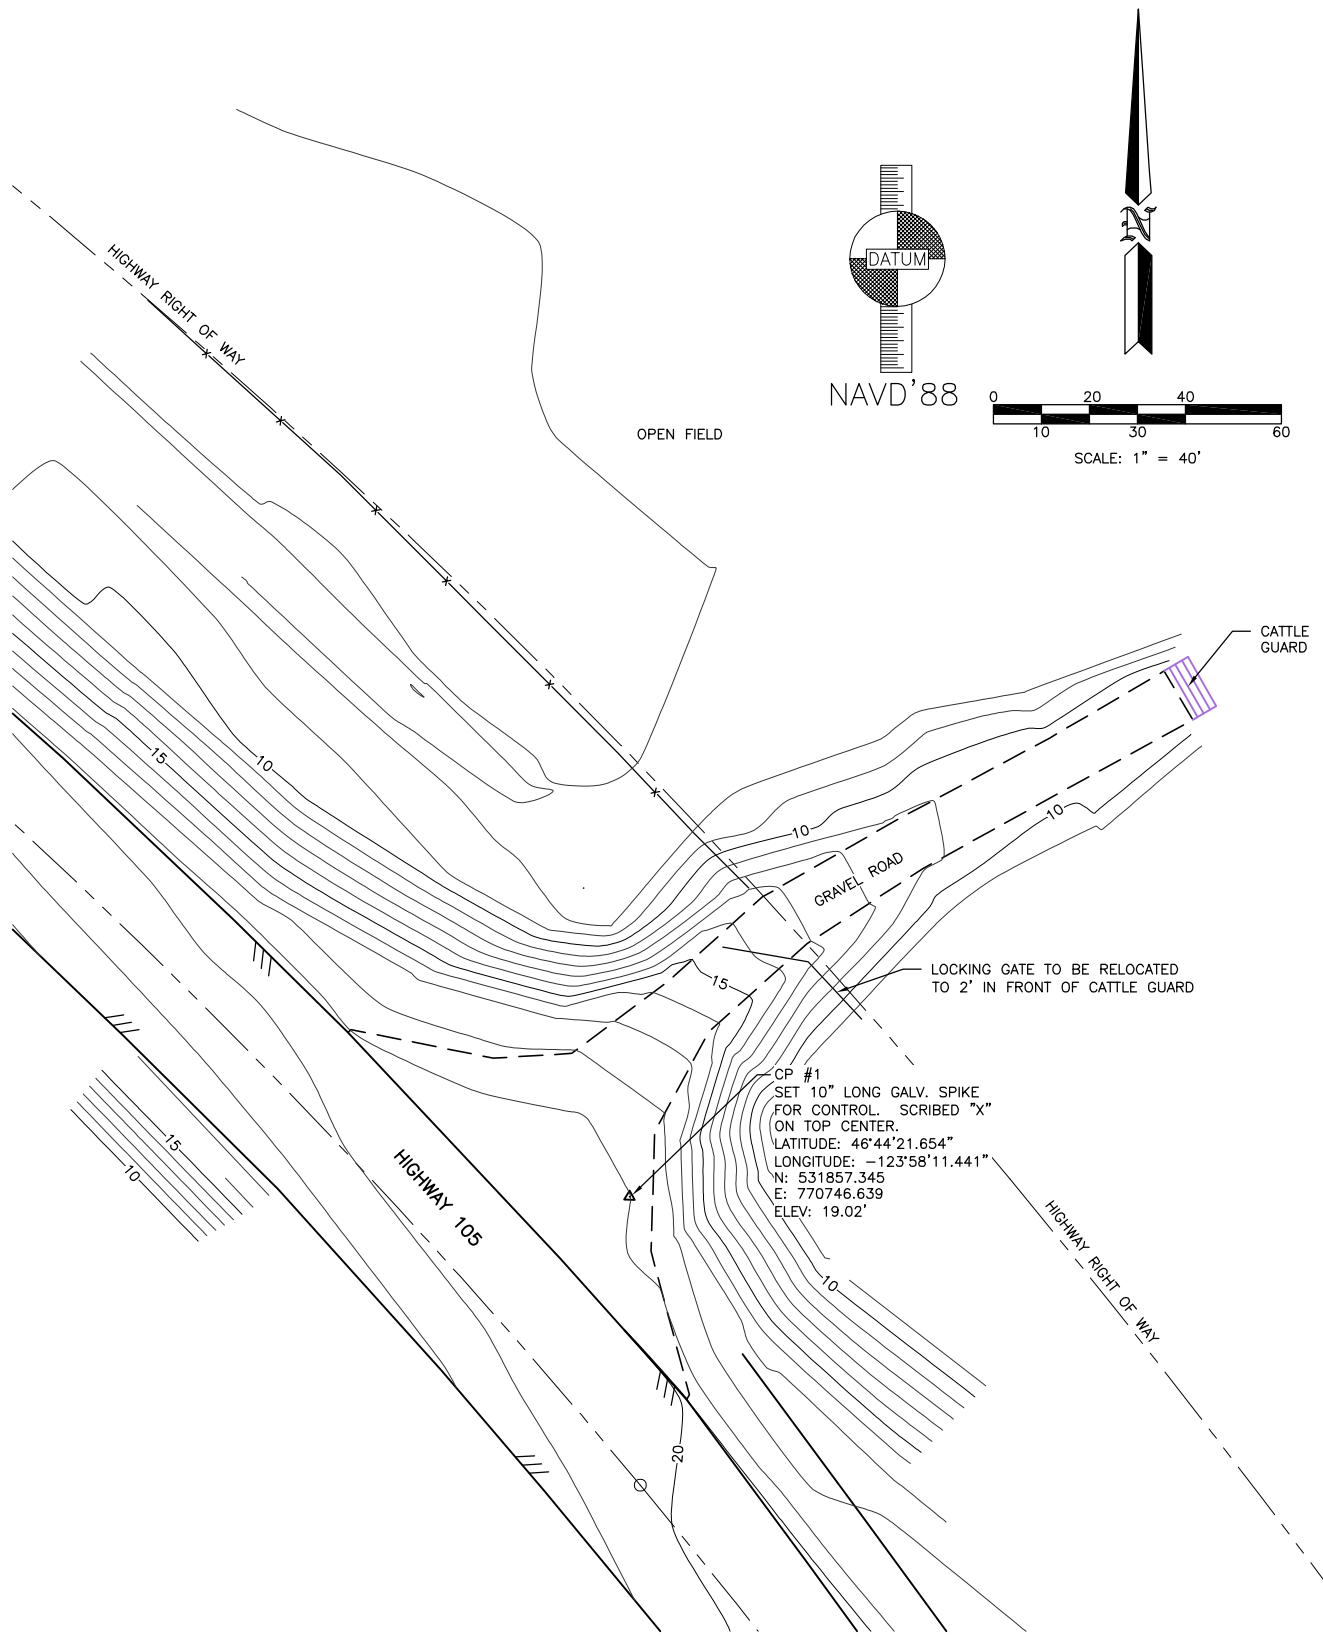 HIGHWAY RIGHT OF WAY
N
DATUM
NAVD'88
0 20 40
10 30 60
SCALE: 1" = 40'
OPEN FIELD
CATTLE
GUARD
15
10
10
10
GRAVEL ROAD
LOCKING GATE TO BE RELOCATED
TO 2' IN FRONT OF CATTLE GUARD
15
CP #1
SET 10" LONG GALV. SPIKE
FOR CONTROL. SCRIBED "X"
ON TOP CENTER.
LATITUDE: 46°44'21.654"
LONGITUDE: -123°58'11.441"
N: 531857.345
E: 770746.639
ELEV: 19.02'
15
10
HIGHWAY 105
HIGHWAY RIGHT OF WAY
10
20